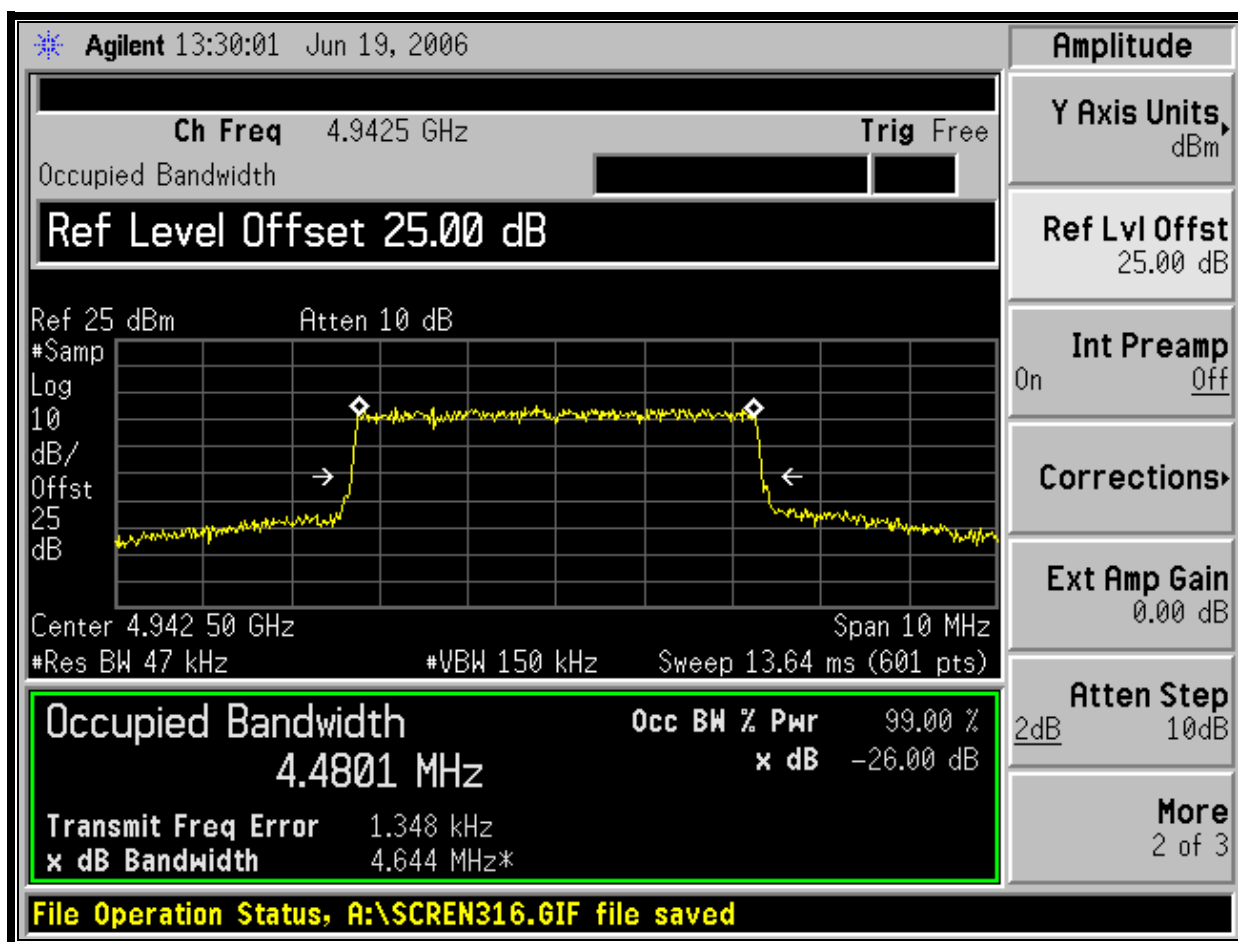 Agilent 13:30:01 Jun 19, 2006
Ch Freq 4.9425 GHz Trig Free
Occupied Bandwidth
Ref Level Offset 25.00 dB
Ref 25 dBm Atten 10 dB
#Samp
Log
10
dB/
Offst
25
dB
Center 4.942 50 GHz Span 10 MHz
#Res BW 47 kHz #VBW 150 kHz Sweep 13.64 ms (601 pts)
Occupied Bandwidth Occ BW % Pwr 99.00 %
4.4801 MHz x dB -26.00 dB
Transmit Freq Error 1.348 kHz
x dB Bandwidth 4.644 MHz*
File Operation Status, A:\SCREN316.GIF file saved
Amplitude
Y Axis Units
dBm
Ref Lvl Offst
25.00 dB
Int Preamp
On Off
Corrections
Ext Amp Gain
0.00 dB
Atten Step
2dB 10dB
More
2 of 3